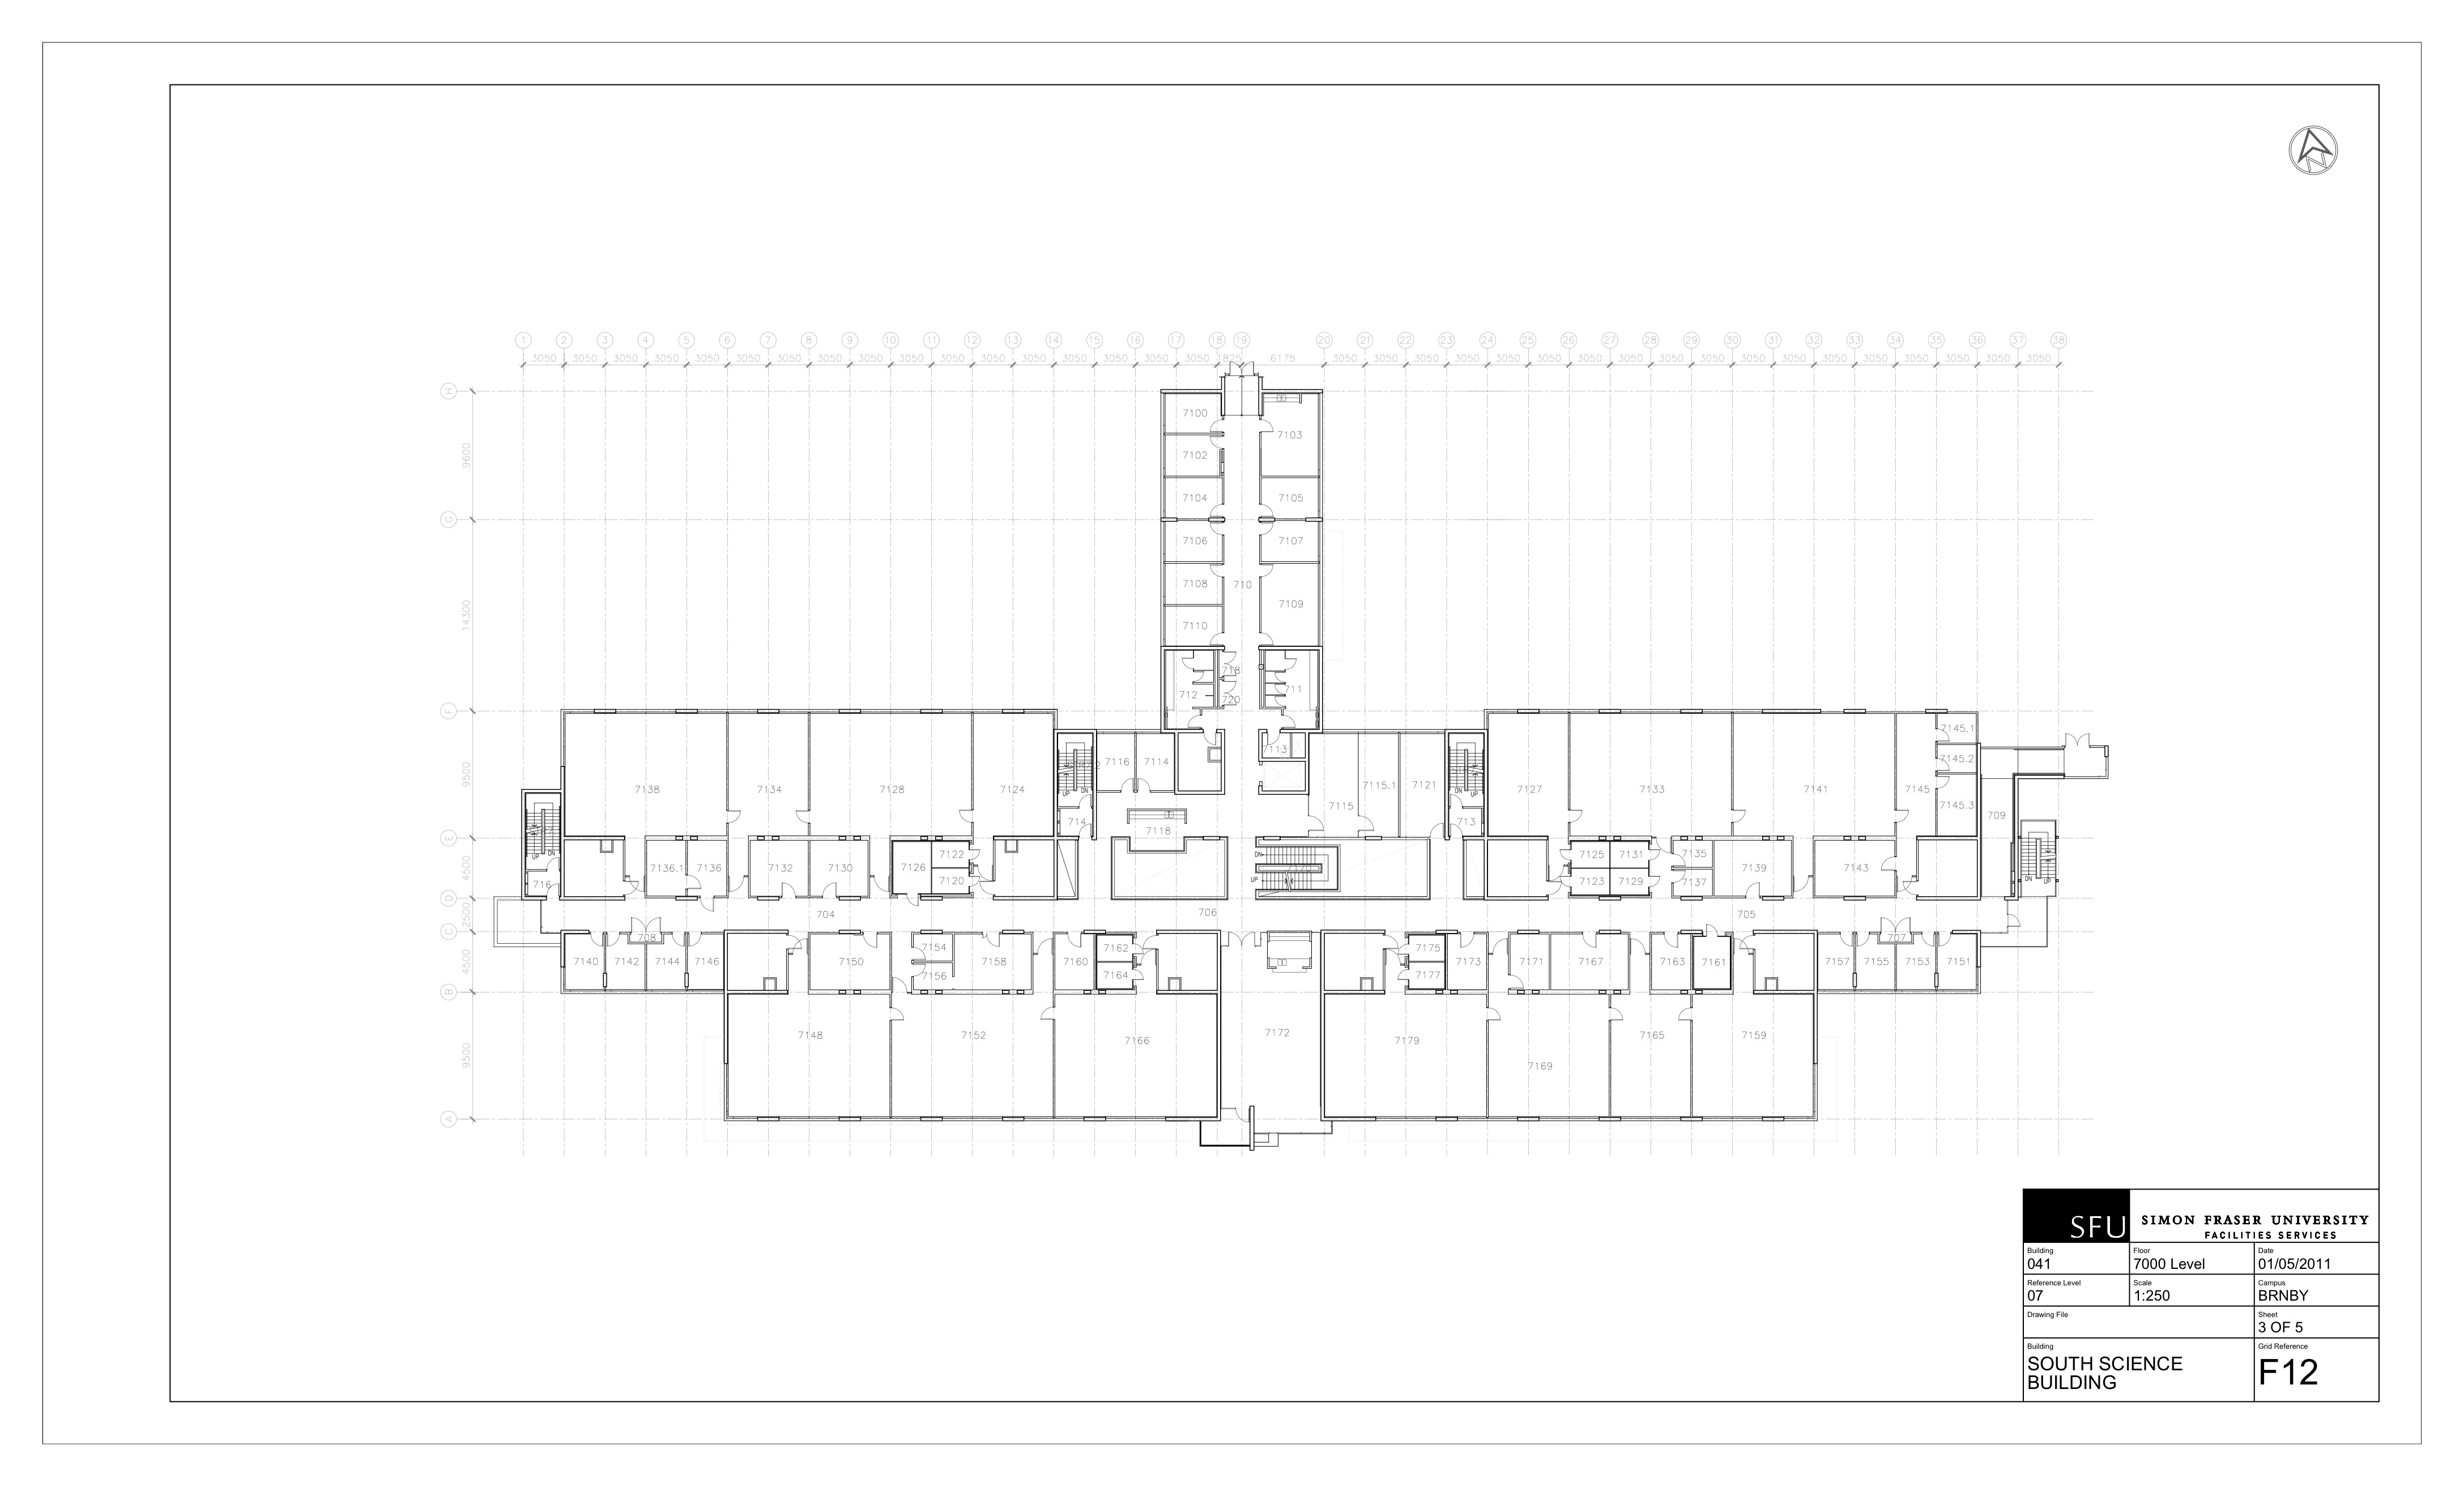 1 2 3 4 5 6 7 8 9 10 11 12 13 14 15 16 17 18 19 20 21 22 23 24 25 26 27 28 29 30 31 32 33 34 35 36 37 38
3050 3050 3050 3050 3050 3050 3050 3050 3050 3050 3050 3050 3050 3050 3050 3050 3050 1825 6175 3050 3050 3050 3050 3050 3050 3050 3050 3050 3050 3050 3050 3050 3050 3050 3050 3050 3050
H
9600
G
14300
F
9500
E
4500
D
2500
C
4500
B
9500
A
7100
7103
7102
7104 7105
7106 7107
7108 710
7109
7110
718
712 711
720
7145.1
7113
7116 7114
7145.2
7138 7134 7128 7124
7115.1 7121
7127 7133 7141 7145
UP DN
DN UP
7115
7145.3
714
713
709
7118
UP DN
7122
DN
7125 7131 7135
7136.1 7136 7132 7130 7126
7139 7143
7120
UP
7123 7129 7137
DN UP
716
704 706 705
708
707
7154
7162
7175
7140 7142 7144 7146 7150 7158 7160
7173 7171 7167 7163 7161 7157 7155 7153 7151
7156
7164
7177
7148 7152 7166 7172 7179 7165 7159
7169
SFU
SIMON FRASER UNIVERSITY
FACILITIES SERVICES
Building Floor Date
041 7000 Level 01/05/2011
Reference Level Scale Campus
07 1:250 BRNBY
Drawing File Sheet
3 OF 5
Building Grid Reference
SOUTH SCIENCE
BUILDING
F12